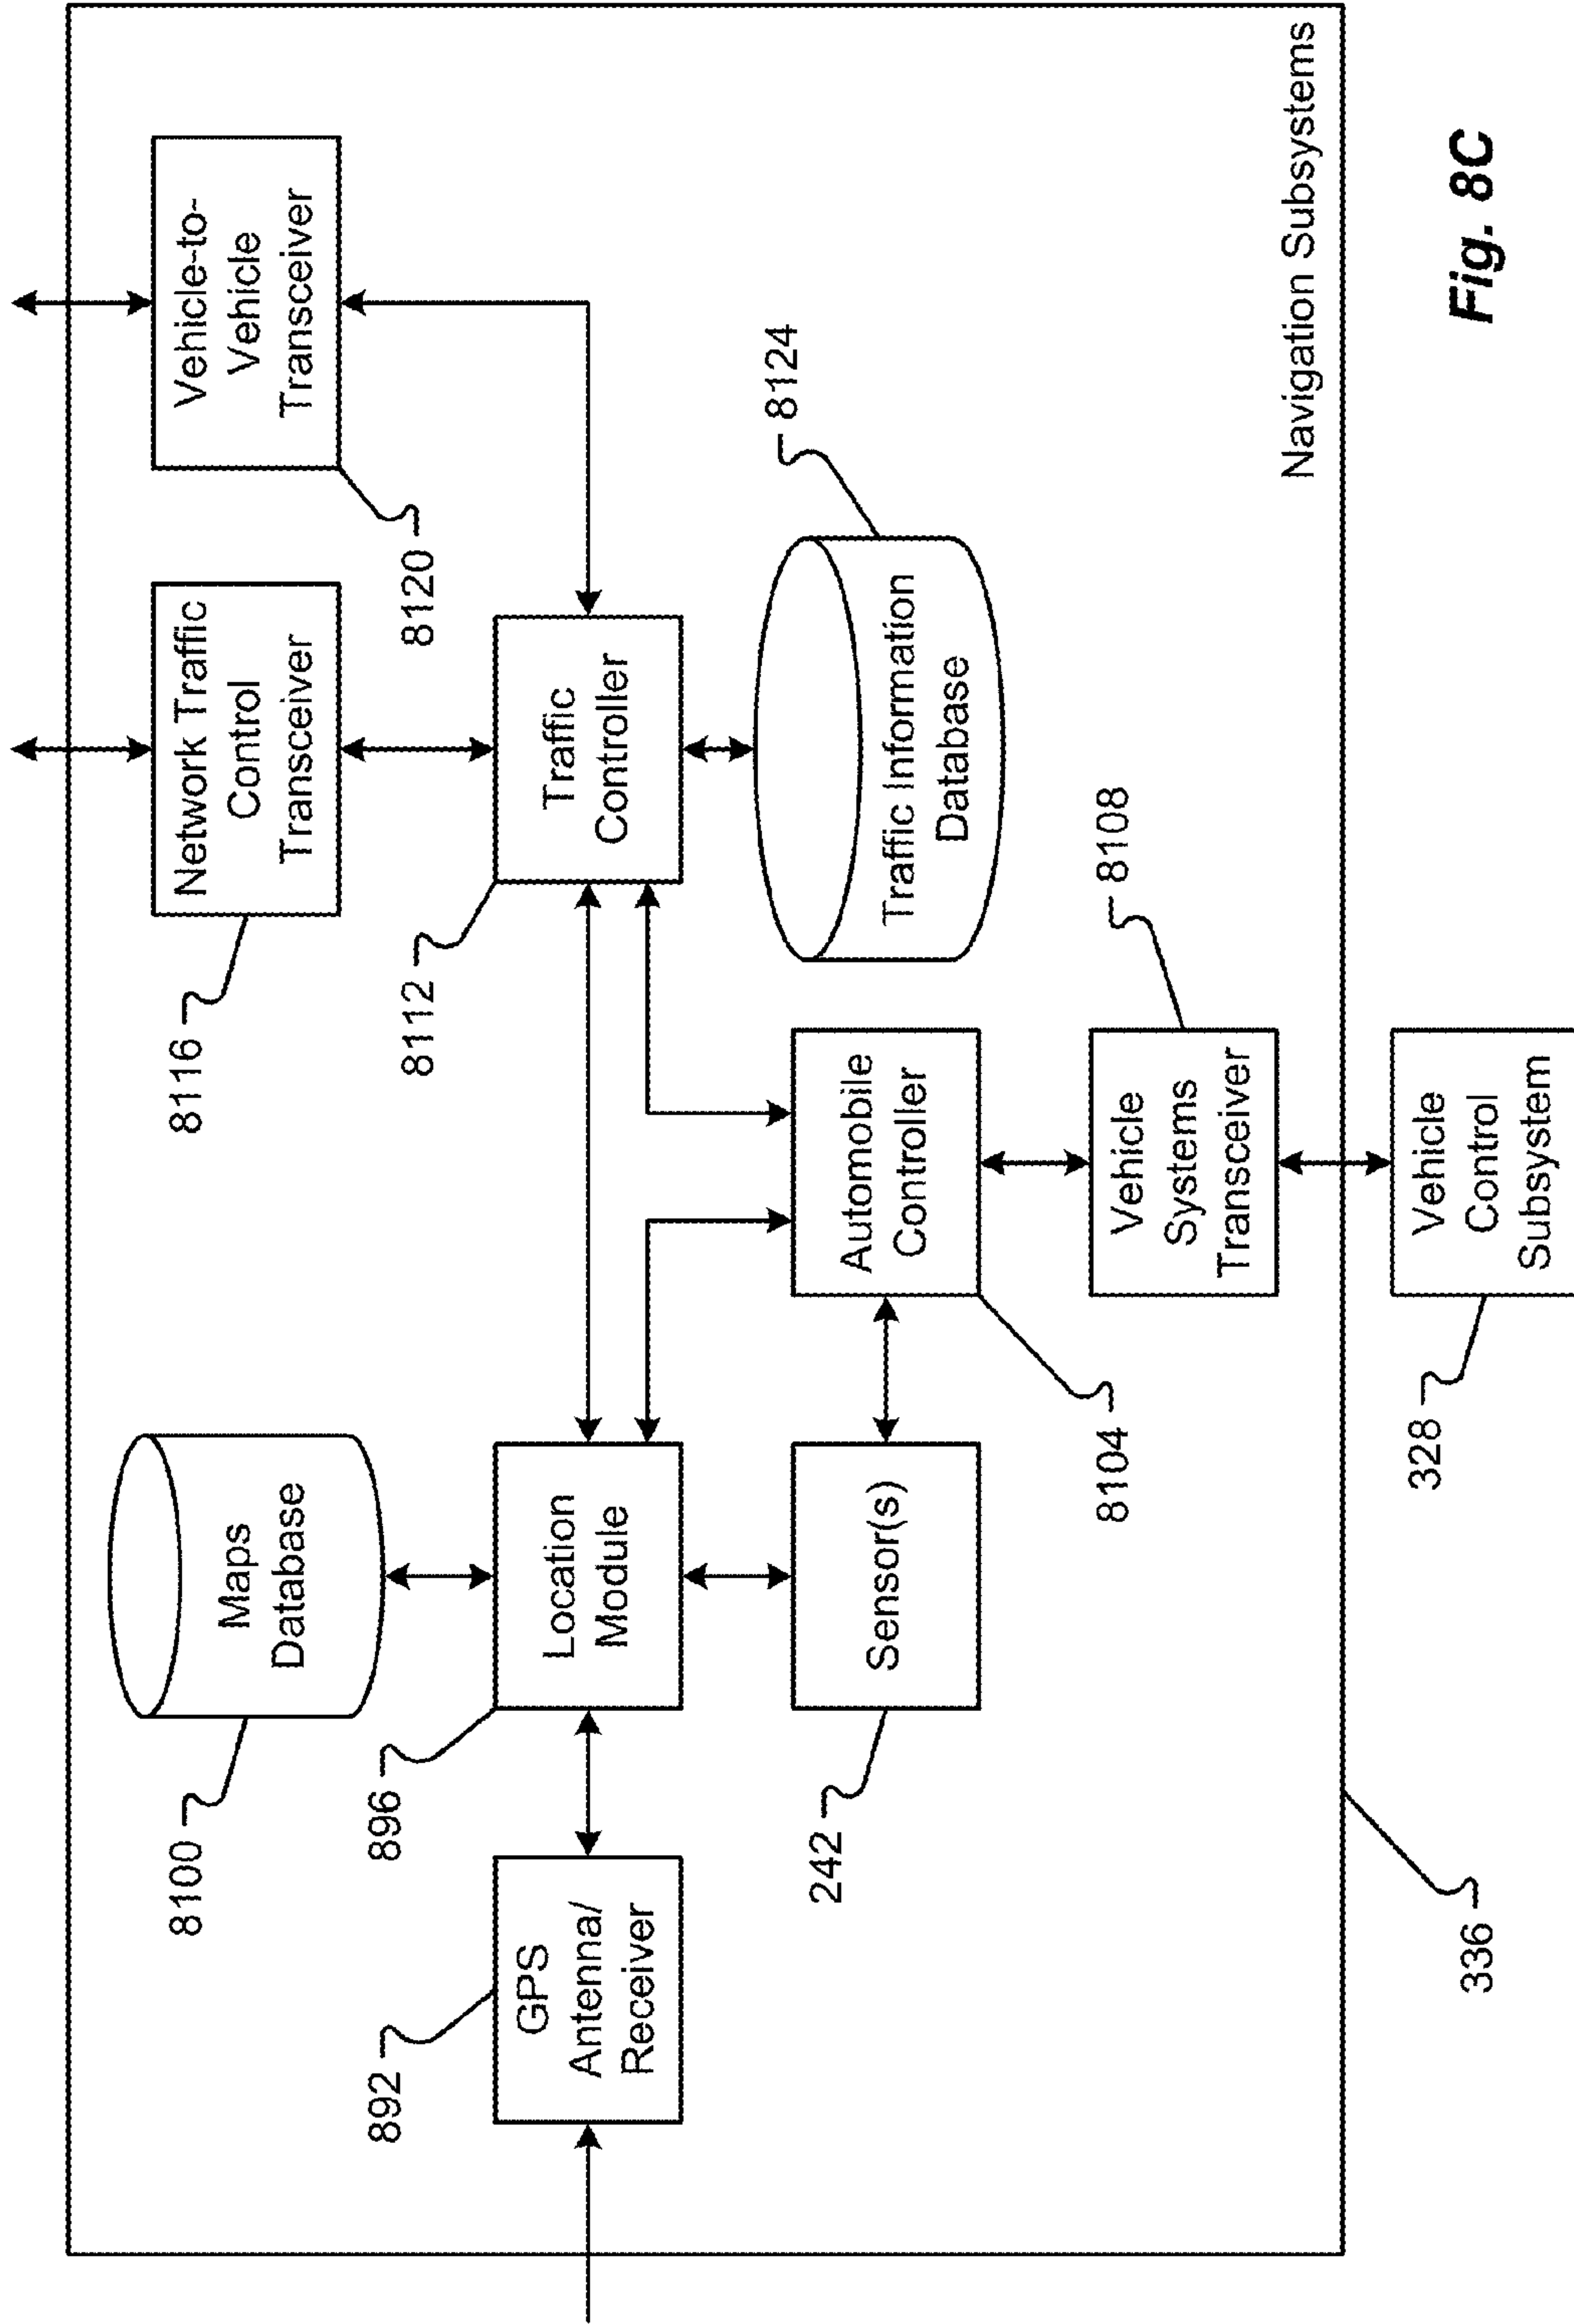 8116
Network Traffic
Control
Transceiver
Vehicle-to-
Vehicle
Transceiver
8120
8100
Maps
Database
892
GPS
Antenna/
Receiver
896
Location
Module
8112
Traffic
Controller
242
Sensor(s)
Automobile
Controller
8104
Traffic Information
Database
8124
Vehicle
Systems
Transceiver
8108
Navigation Subsystems
336
328
Vehicle
Control
Subsystem
Fig. 8C